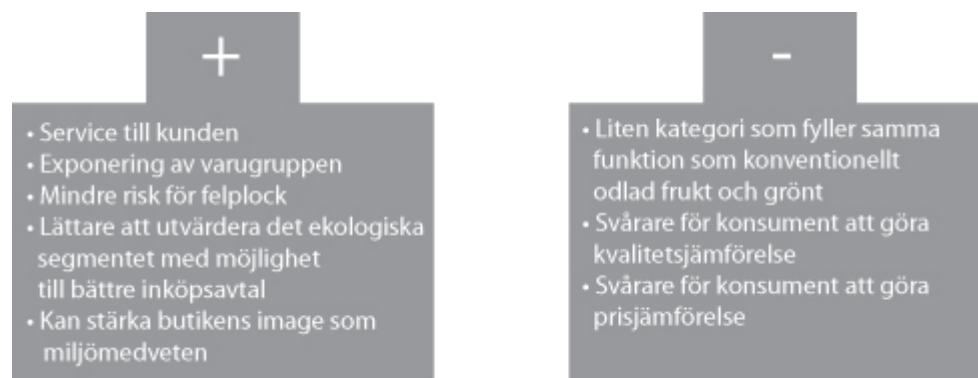 +
• Service till kunden
• Exponering av varugruppen
• Mindre risk för felplock
• Lättare att utvärdera det ekologiska
segmentet med möjlighet
till bättre inköpsavtal
• Kan stärka butikens image som
miljömedveten
-
• Liten kategori som fyller samma
funktion som konventionellt
odlad frukt och grönt
• Svårare för konsument att göra
kvalitetsjämförelse
• Svårare för konsument att göra
prisjämförelse